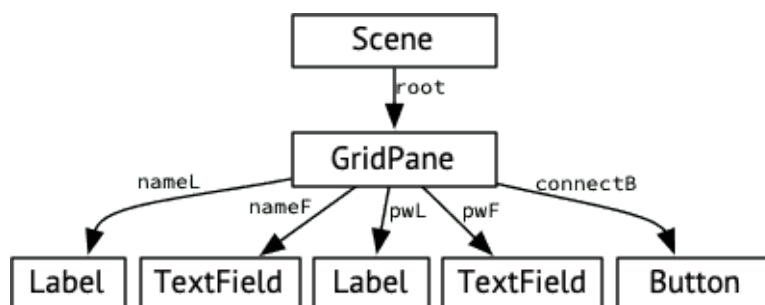 Scene
root
GridPane
nameL
nameF
pwL
pwF
connectB
Label
TextField
Label
TextField
Button